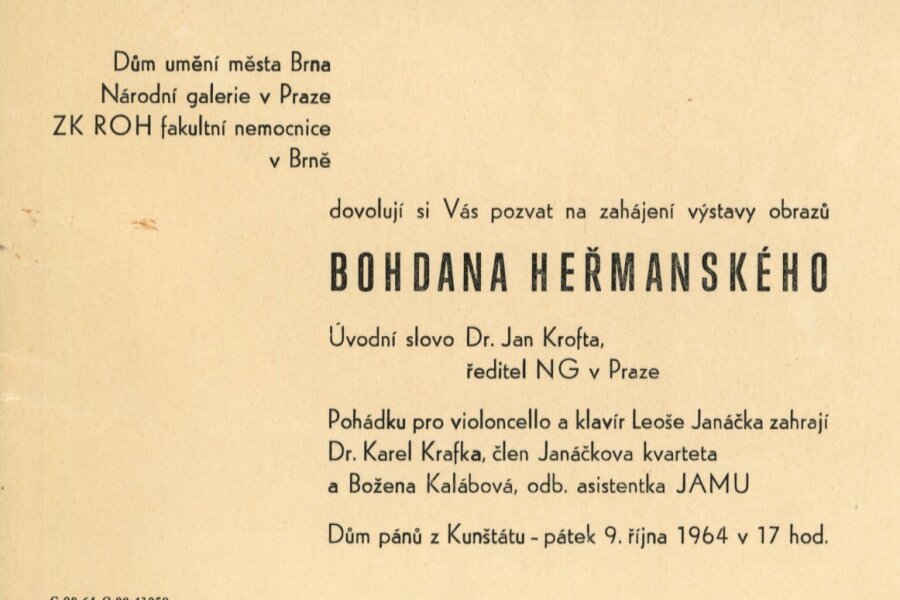 Dům umění města Brna
Národní galerie v Praze
ZK ROH fakultní nemocnice
v Brně
dovolují si Vás pozvat na zahájení výstavy obrazů
BOHDANA HEŘMANSKÉHO
Úvodní slovo Dr. Jan Krofta,
ředitel NG v Praze
Pohádku pro violoncello a klavír Leoše Janáčka zahrají
Dr. Karel Krafka, člen Janáčkova kvarteta
a Božena Kalábová, odb. asistentka JAMU
Dům pánů z Kunštátu - pátek 9. října 1964 v 17 hod.